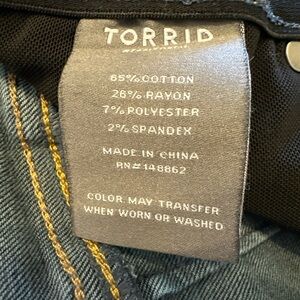 TORRID
65% COTTON
26% RAYON
7% POLYESTER
2% SPANDEX
MADE IN CHINA
RN# 148862
COLOR MAY TRANSFER
WHEN WORN OR WASHED